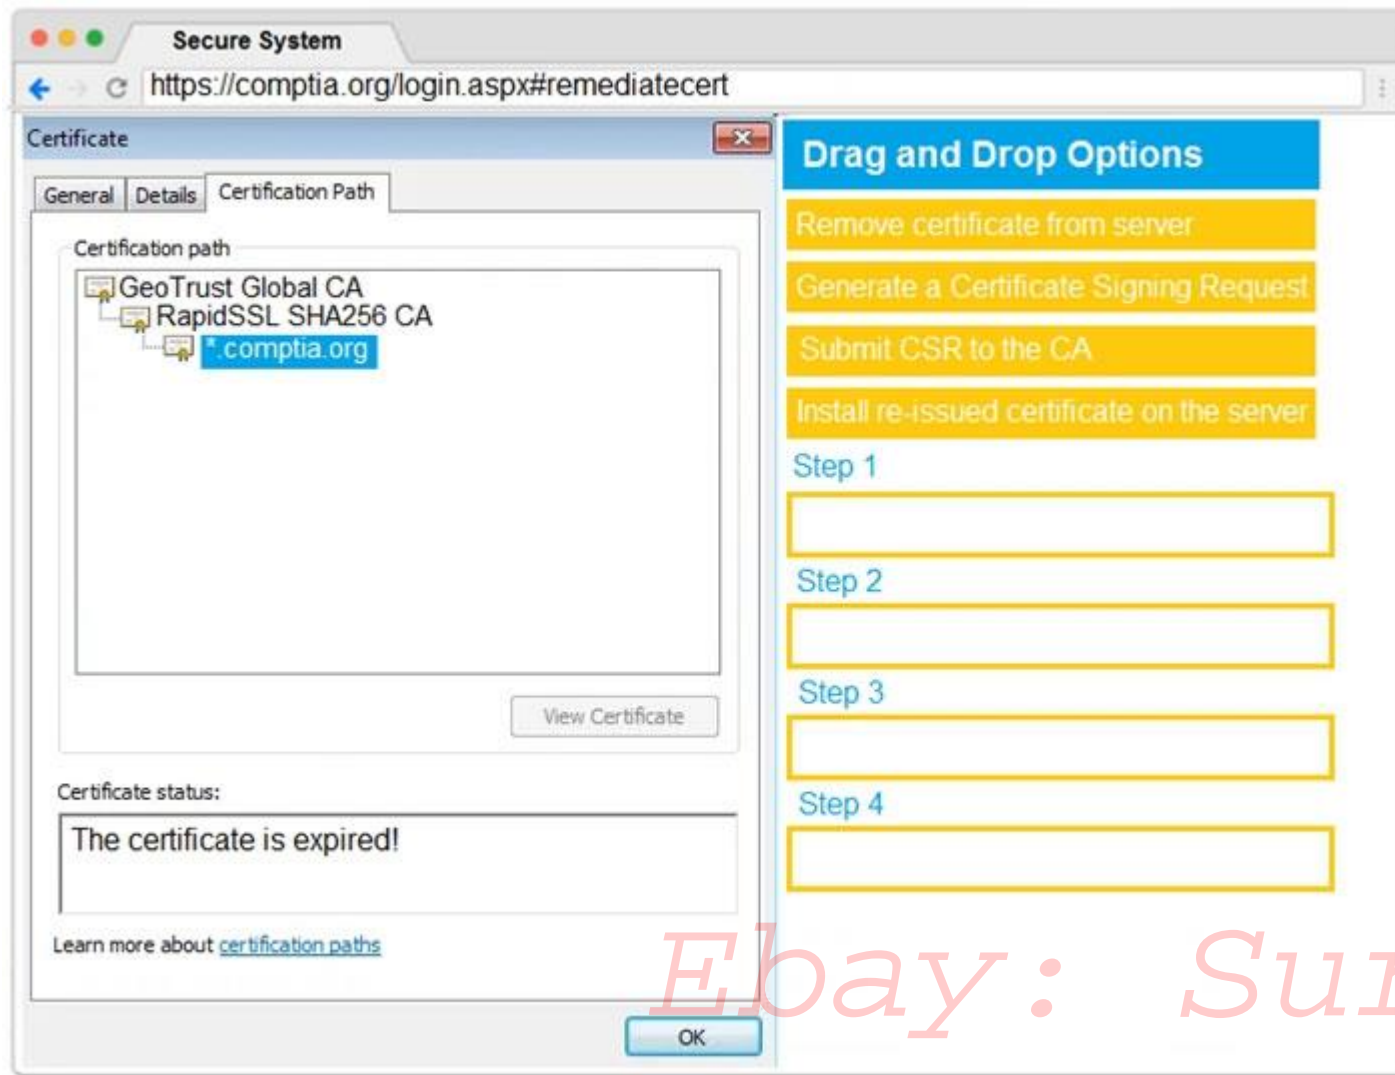 Secure System
https://comptia.org/login.aspx#remediatecert
Certificate
General Details Certification Path
Certification path
GeoTrust Global CA
RapidSSL SHA256 CA
*.comptia.org
View Certificate
Certificate status:
The certificate is expired!
Learn more about certification paths
OK
Drag and Drop Options
Remove certificate from server
Generate a Certificate Signing Request
Submit CSR to the CA
Install re-issued certificate on the server
Step 1
Step 2
Step 3
Step 4
Ebay: Sur